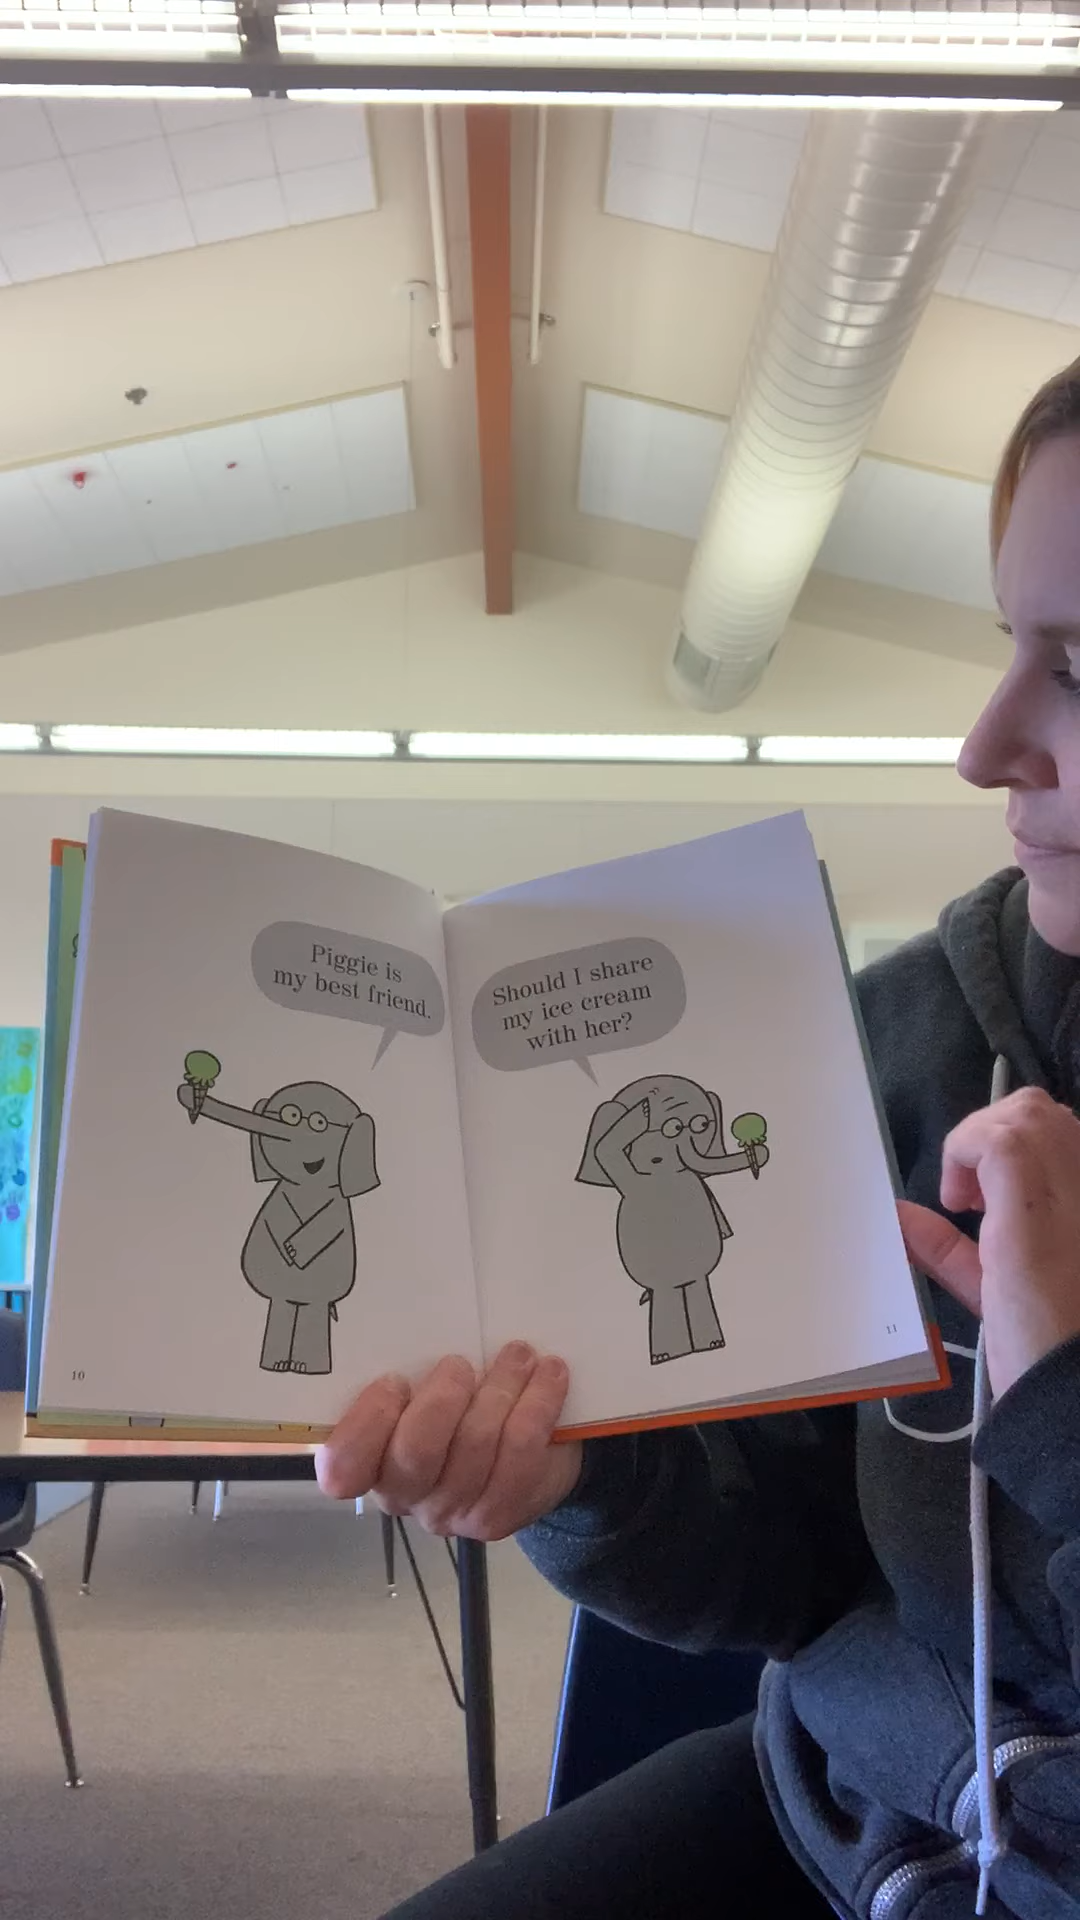 Piggie is
my best friend.
10
Should I share
my ice cream
with her?
11